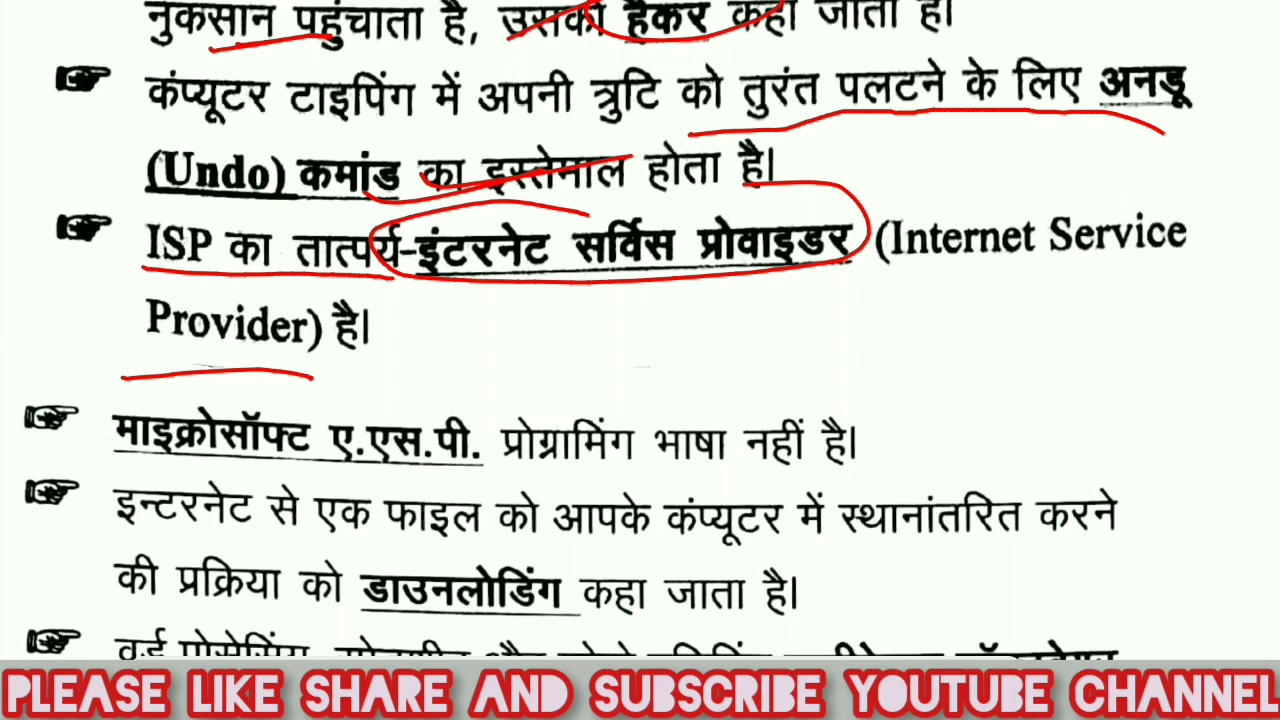 नुकसान पहुंचाता है, उसको हैकर कहा जाता है।
कंप्यूटर टाइपिंग में अपनी त्रुटि को तुरंत पलटने के लिए अनडू
(Undo) कमांड का इस्तेमाल होता है।
ISP का तात्पर्य-इंटरनेट सर्विस प्रोवाइडर (Internet Service
Provider) है।
माइक्रोसॉफ्ट ए.एस.पी. प्रोग्रामिंग भाषा नहीं है।
इन्टरनेट से एक फाइल को आपके कंप्यूटर में स्थानांतरित करने
की प्रक्रिया को डाउनलोडिंग कहा जाता है।
वर्ड प्रोसेसिंग,
PLEASE LIKE SHARE AND SUBSCRIBE YOUTUBE CHANNEL